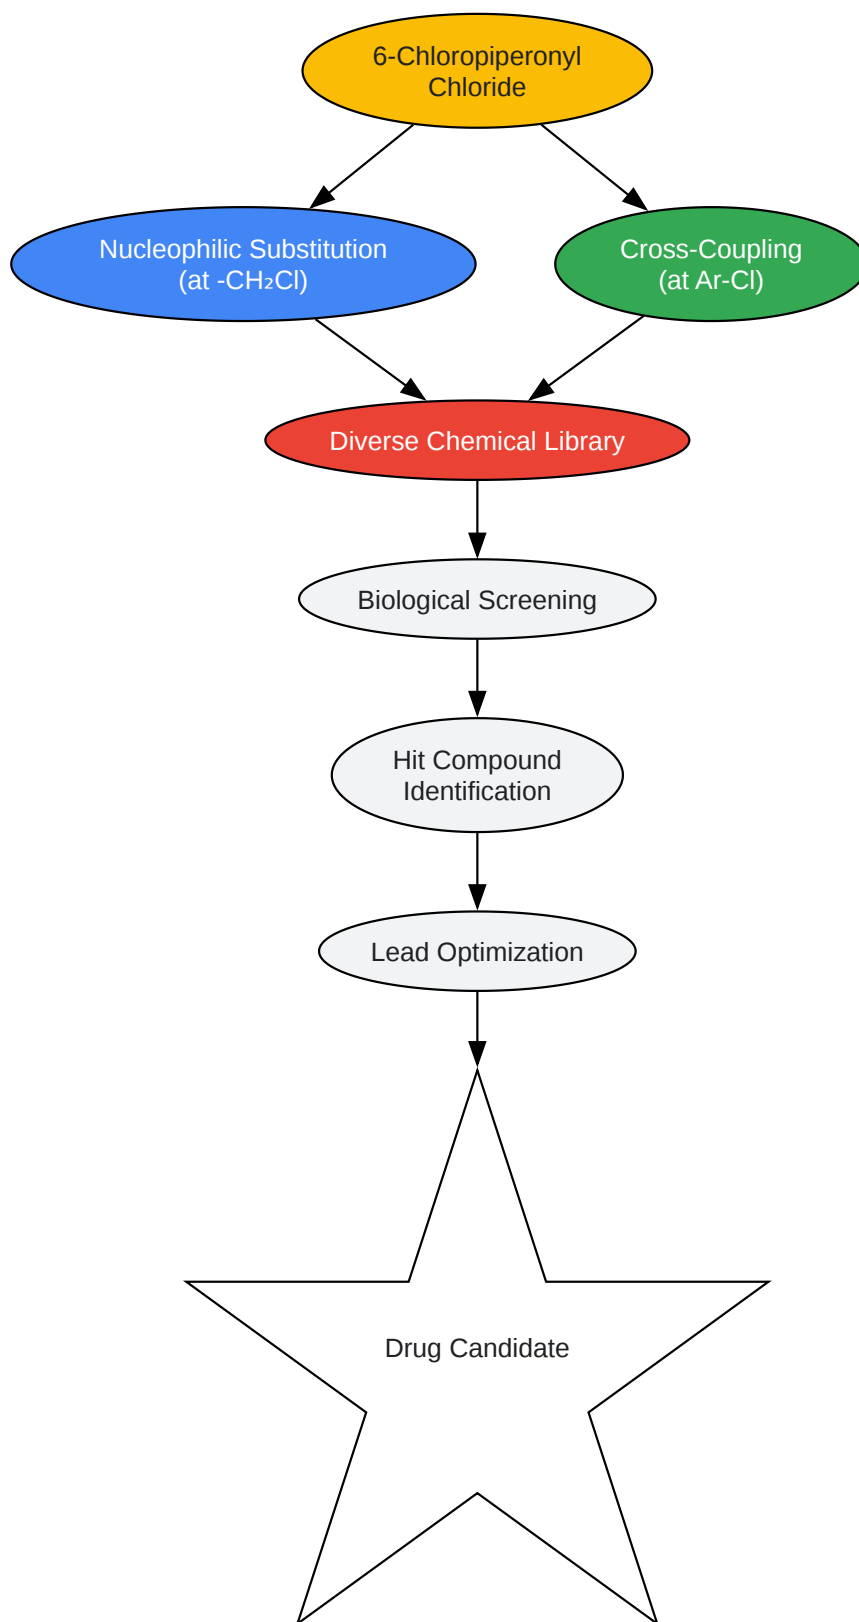 6-Chloropiperonyl
Chloride
Nucleophilic Substitution
(at -CH₂Cl)
Cross-Coupling
(at Ar-Cl)
Diverse Chemical Library
Biological Screening
Hit Compound
Identification
Lead Optimization
Drug Candidate